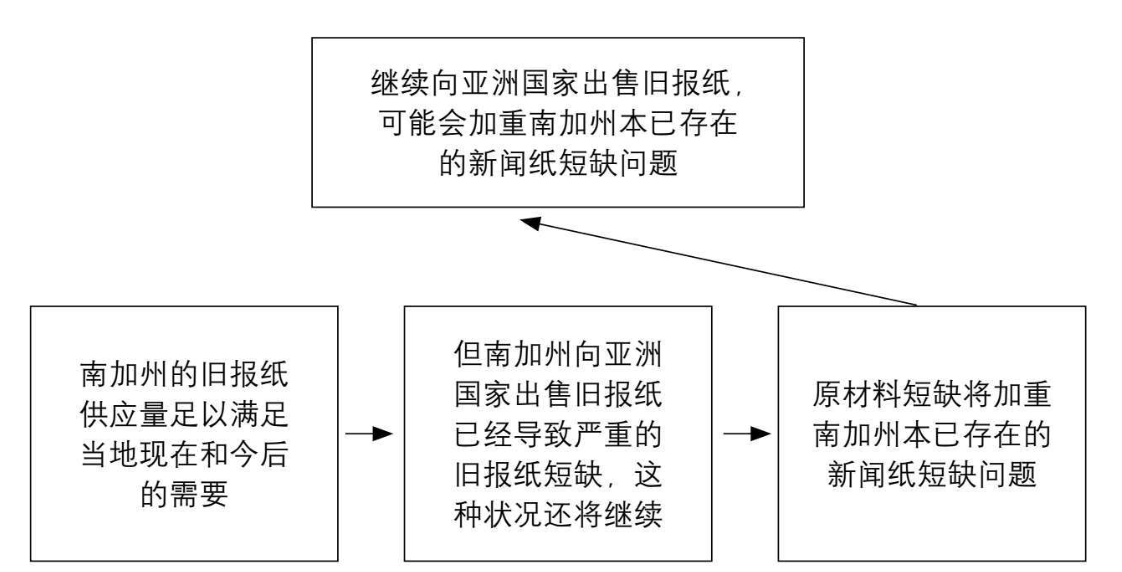 继续向亚洲国家出售旧报纸，
可能会加重南加州本已存在
的新闻纸短缺问题
南加州的旧报纸
供应量足以满足
当地现在和今后
的需要
但南加州向亚洲
国家出售旧报纸
已经导致严重的
旧报纸短缺，这
种状况还将继续
原材料短缺将加重
南加州本已存在的
新闻纸短缺问题